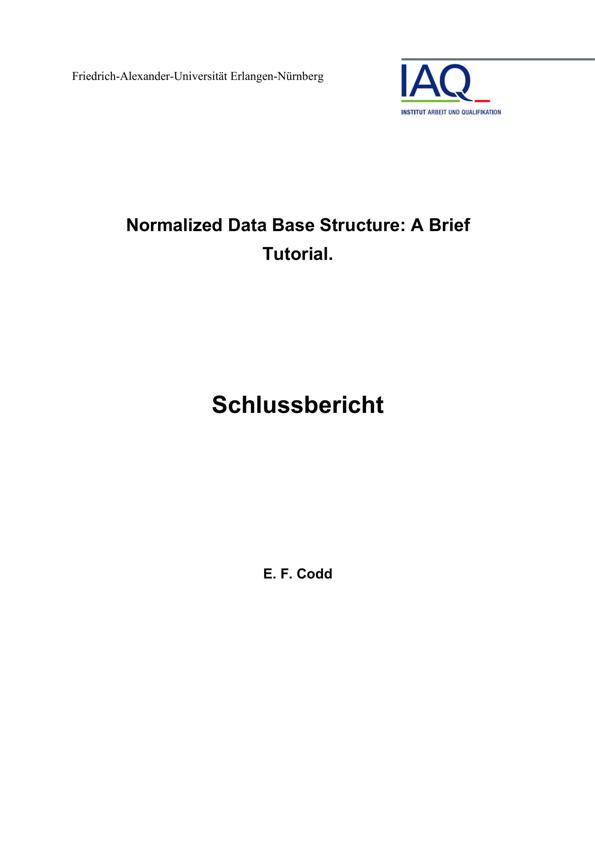 Friedrich-Alexander-Universität Erlangen-Nürnberg
IAQ
INSTITUT ARBEIT UND QUALIFIKATION
Normalized Data Base Structure: A Brief
Tutorial.
Schlussbericht
E. F. Codd